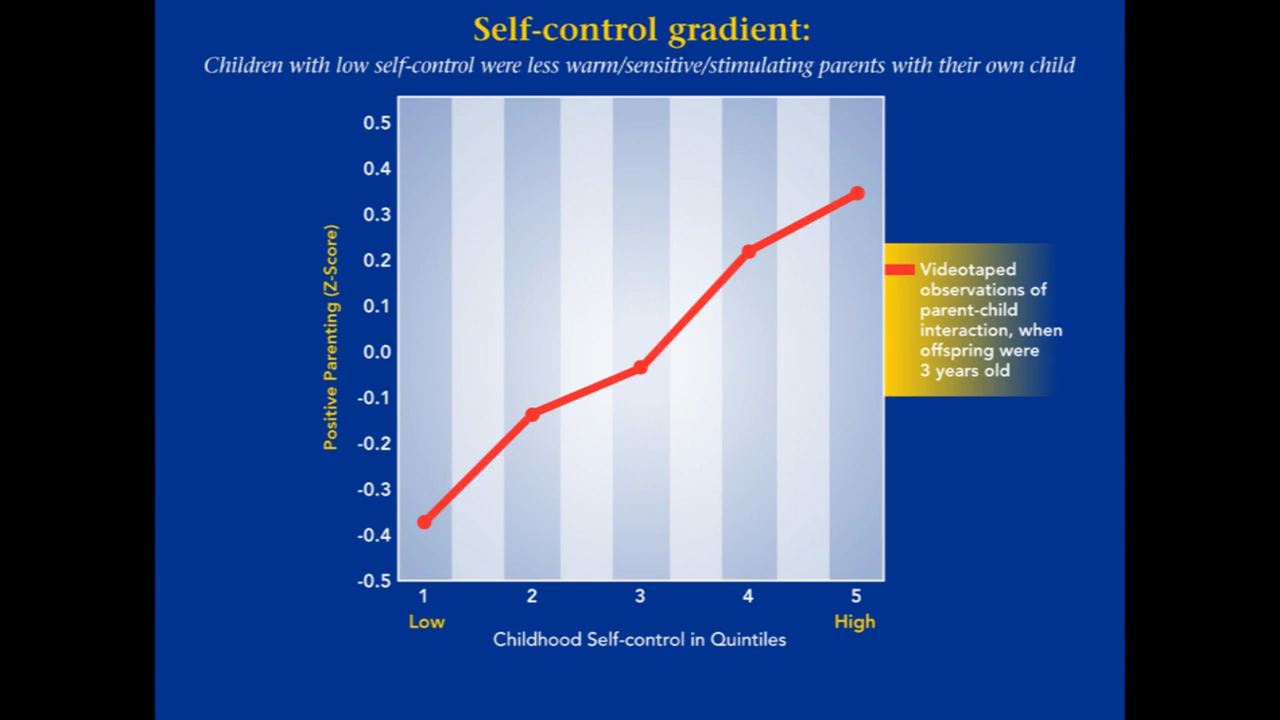 Self-control gradient:
Children with low self-control were less warm/sensitive/stimulating parents with their own child
0.5
0.4
0.3
0.2
0.1
0.0
-0.1
-0.2
-0.3
-0.4
-0.5
Positive Parenting (Z-Score)
Videotaped
observations of
parent-child
interaction, when
offspring were
3 years old
1 2 3 4 5
Low High
Childhood Self-control in Quintiles